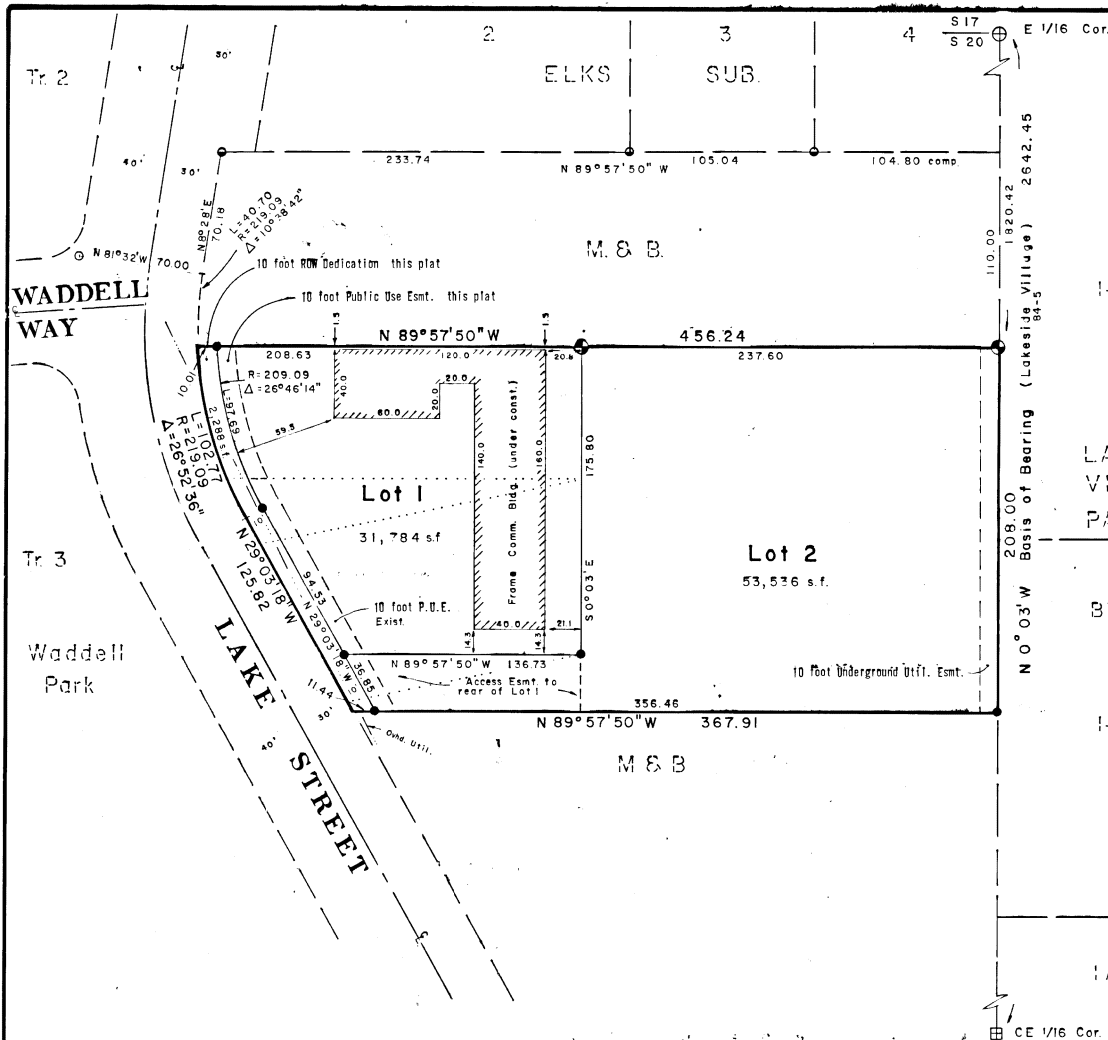 2
3
4
S 17
S 20
E 1/16 Cor.
Tr. 2
30'
ELKS SUB.
40'
30'
233.74
N 89°57'50" W
105.04
104.80 comp.
2642.45
1820.42
110.00
N 8°28'E
70.18
L=40.70
R=219.09
Δ=10°38'42"
N 81°32'W 70.00
M. & B.
10 foot ROW Dedication this plat
10 foot Public Use Esmt. this plat
WADDELL
WAY
℄
1.5
N 89°57'50" W
1.5
456.24
208.63
120.0
20.8
237.60
10.01
R=209.09
Δ=26°46'14"
L=97.69
2,288 s.f.
40.0
20.0
60.0
20.0
59.5
L=102.77
R=219.09
Δ=26°52'36"
140.0
160.0
175.80
Lot 1
31,784 s.f
Frame Comm. Bldg. (under const.)
S 0°03'E
Lot 2
53,536 s.f.
N 0°03'W Basis of Bearing (Lakeside Village)
84-5
208.00
Tr. 3
10'
N 29°03'18" W
125.82
94.53
N 29°03'18" W
10 foot P.U.E.
Exist.
40.0
21.1
14.3
14.3
Waddell
Park
N 89°57'50" W 136.73
36.85
Access Esmt. to
rear of Lot 1
10 foot Underground Util. Esmt.
11.44
30'
356.46
N 89°57'50" W 367.91
Ovhd. Util.
40'
M & B
LAKE STREET
℄
CE 1/16 Cor.